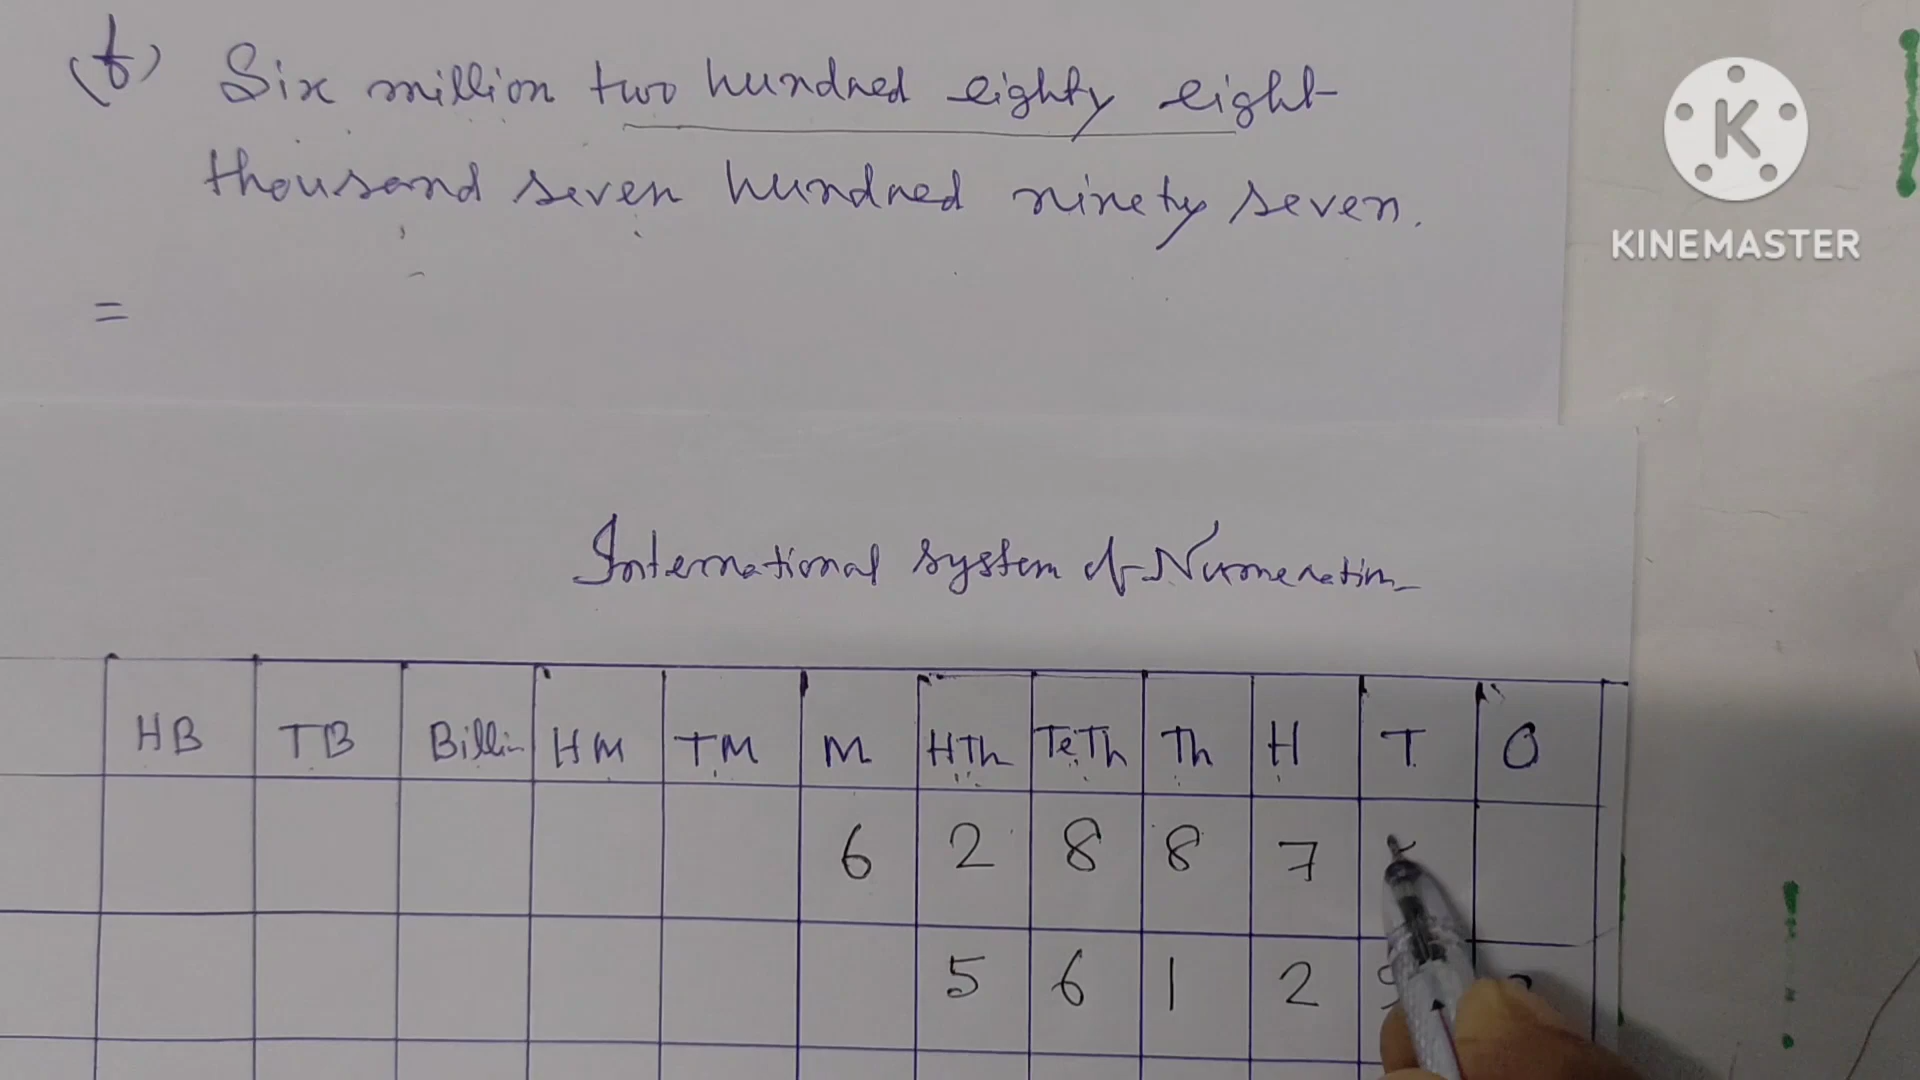 (b) Six million two hundred eighty eight
thousand seven hundred ninety seven.
=
K
KINEMASTER
International system of Numeration
HB TB Billin HM TM M HTh TeTh Th H T O
6 2 8 8 7
5 6 1 2